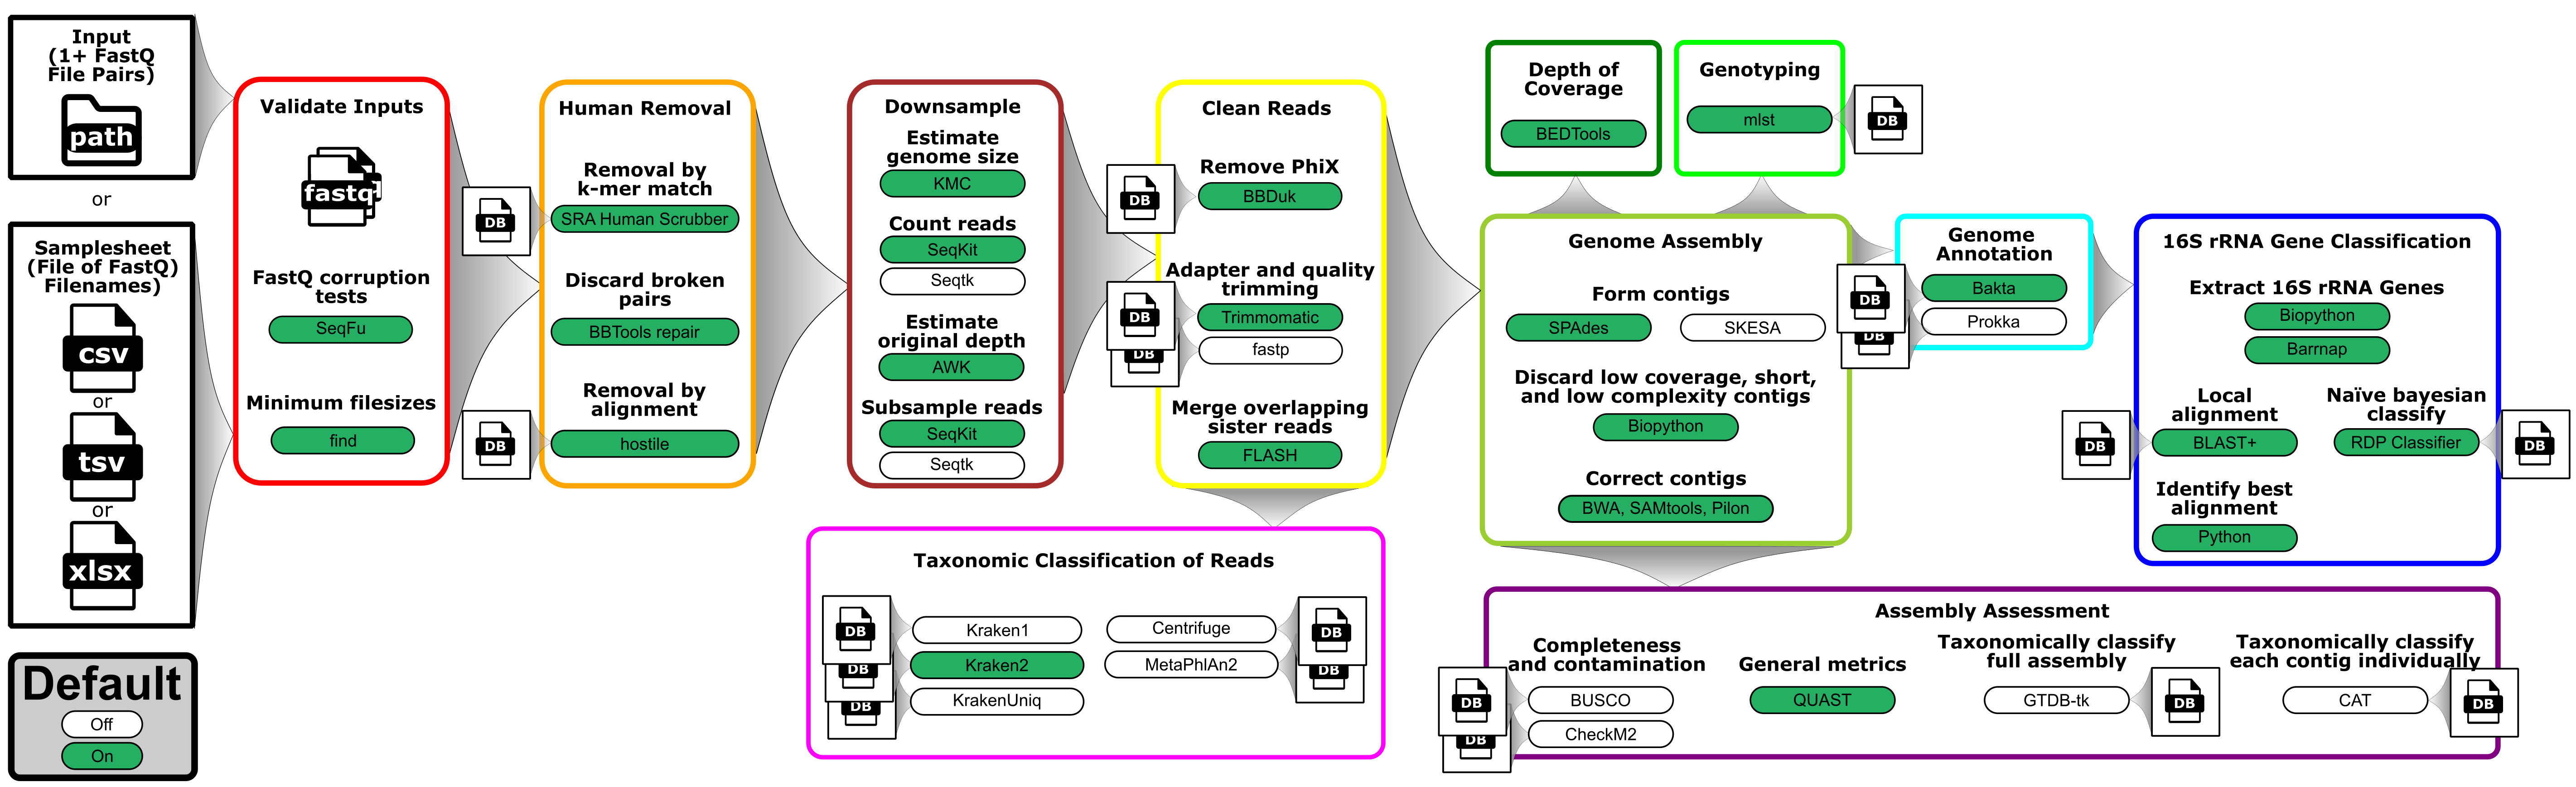 Input
(1+ FastQ
File Pairs)
path
or
Samplesheet
(File of FastQ)
Filenames)
csv
or
tsv
or
xlsx
Default
Off
On
Validate Inputs
fastq
FastQ corruption
tests
SeqFu
Minimum filesizes
find
Human Removal
Removal by
k-mer match
DB
SRA Human Scrubber
Discard broken
pairs
BBTools repair
Removal by
alignment
DB
hostile
Downsample
Estimate
genome size
KMC
Count reads
SeqKit
Seqtk
Estimate
original depth
AWK
Subsample reads
SeqKit
Seqtk
Clean Reads
Remove PhiX
DB
BBDuk
Adapter and quality
trimming
DB
Trimmomatic
DB
fastp
Merge overlapping
sister reads
FLASH
Taxonomic Classification of Reads
DB
Kraken1
DB
Kraken2
DB
KrakenUniq
Centrifuge
DB
MetaPhlAn2
DB
Depth of
Coverage
BEDTools
Genotyping
mlst
DB
Genome Assembly
Form contigs
SPAdes
SKESA
Discard low coverage, short,
and low complexity contigs
Biopython
Correct contigs
BWA, SAMtools, Pilon
Genome
Annotation
DB
Bakta
DB
Prokka
16S rRNA Gene Classification
Extract 16S rRNA Genes
Biopython
Barrnap
Local
alignment
DB
BLAST+
Naïve bayesian
classify
RDP Classifier
DB
Identify best
alignment
Python
Assembly Assessment
Completeness
and contamination
DB
BUSCO
DB
CheckM2
General metrics
QUAST
Taxonomically classify
full assembly
GTDB-tk
DB
Taxonomically classify
each contig individually
CAT
DB